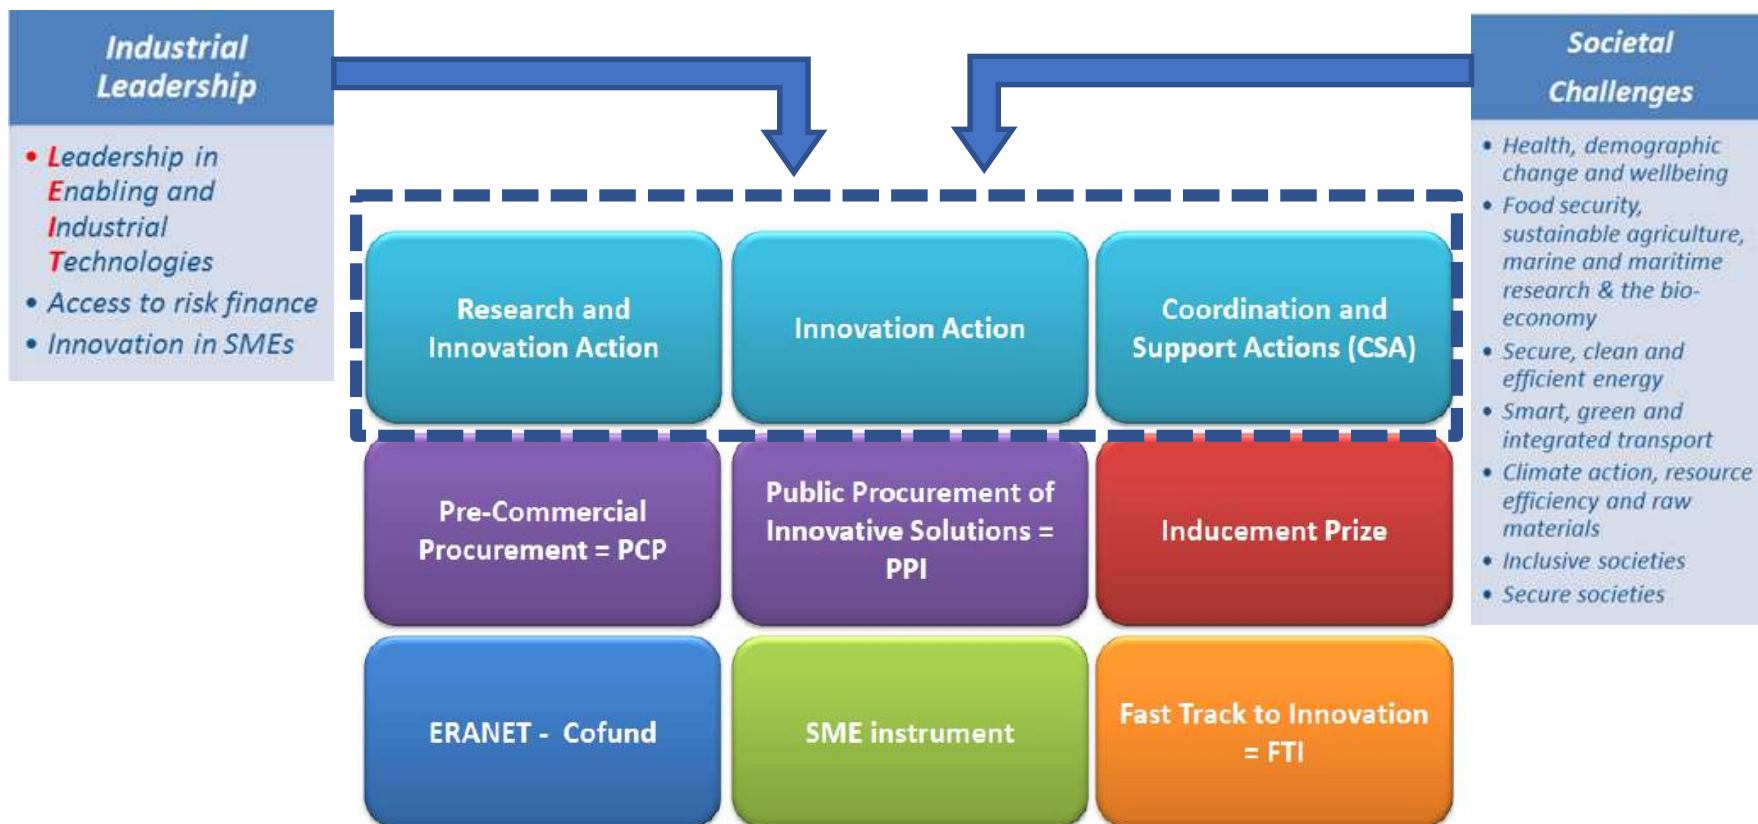 Industrial
Leadership
• Leadership in
Enabling and
Industrial
Technologies
• Access to risk finance
• Innovation in SMEs
Research and
Innovation Action
Innovation Action
Coordination and
Support Actions (CSA)
Pre-Commercial
Procurement = PCP
Public Procurement of
Innovative Solutions =
PPI
Inducement Prize
ERANET - Cofund
SME instrument
Fast Track to Innovation
= FTI
Societal
Challenges
• Health, demographic
change and wellbeing
• Food security,
sustainable agriculture,
marine and maritime
research & the bio-
economy
• Secure, clean and
efficient energy
• Smart, green and
integrated transport
• Climate action, resource
efficiency and raw
materials
• Inclusive societies
• Secure societies